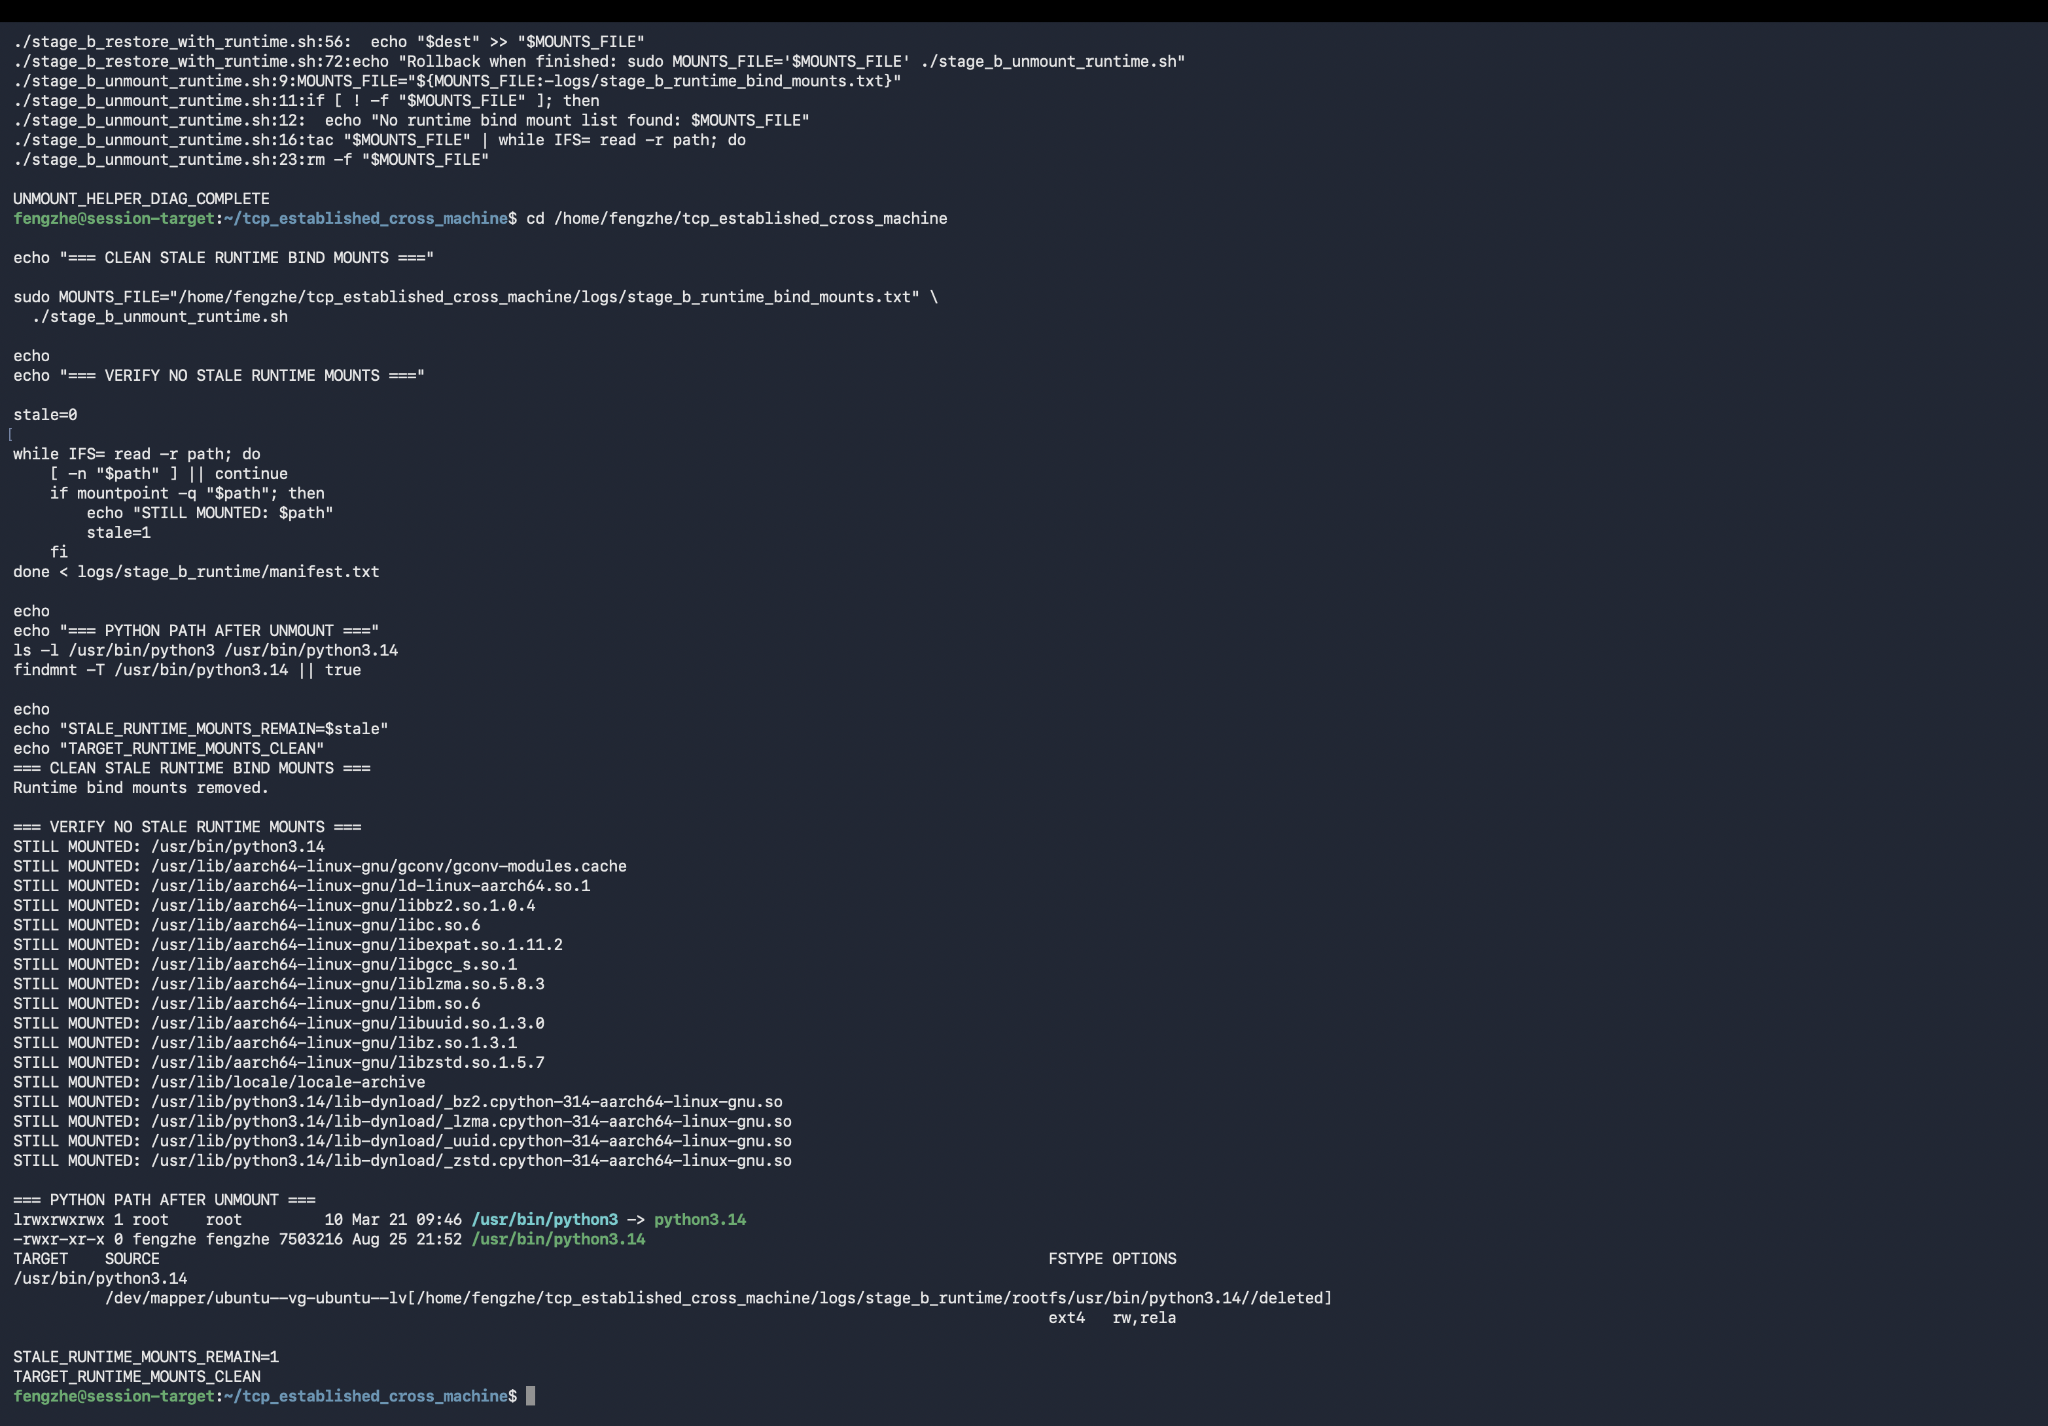 ./stage_b_restore_with_runtime.sh:56:  echo "$dest" >> "$MOUNTS_FILE"
./stage_b_restore_with_runtime.sh:72:echo "Rollback when finished: sudo MOUNTS_FILE='$MOUNTS_FILE' ./stage_b_unmount_runtime.sh"
./stage_b_unmount_runtime.sh:9:MOUNTS_FILE="${MOUNTS_FILE:-logs/stage_b_runtime_bind_mounts.txt}"
./stage_b_unmount_runtime.sh:11:if [ ! -f "$MOUNTS_FILE" ]; then
./stage_b_unmount_runtime.sh:12:  echo "No runtime bind mount list found: $MOUNTS_FILE"
./stage_b_unmount_runtime.sh:16:tac "$MOUNTS_FILE" | while IFS= read -r path; do
./stage_b_unmount_runtime.sh:23:rm -f "$MOUNTS_FILE"

UNMOUNT_HELPER_DIAG_COMPLETE
fengzhe@session-target:~/tcp_established_cross_machine$ cd /home/fengzhe/tcp_established_cross_machine

echo "=== CLEAN STALE RUNTIME BIND MOUNTS ==="

sudo MOUNTS_FILE="/home/fengzhe/tcp_established_cross_machine/logs/stage_b_runtime_bind_mounts.txt" \
  ./stage_b_unmount_runtime.sh

echo
echo "=== VERIFY NO STALE RUNTIME MOUNTS ==="

stale=0
[
while IFS= read -r path; do
    [ -n "$path" ] || continue
    if mountpoint -q "$path"; then
        echo "STILL MOUNTED: $path"
        stale=1
    fi
done < logs/stage_b_runtime/manifest.txt

echo
echo "=== PYTHON PATH AFTER UNMOUNT ==="
ls -l /usr/bin/python3 /usr/bin/python3.14
findmnt -T /usr/bin/python3.14 || true

echo
echo "STALE_RUNTIME_MOUNTS_REMAIN=$stale"
echo "TARGET_RUNTIME_MOUNTS_CLEAN"
=== CLEAN STALE RUNTIME BIND MOUNTS ===
Runtime bind mounts removed.

=== VERIFY NO STALE RUNTIME MOUNTS ===
STILL MOUNTED: /usr/bin/python3.14
STILL MOUNTED: /usr/lib/aarch64-linux-gnu/gconv/gconv-modules.cache
STILL MOUNTED: /usr/lib/aarch64-linux-gnu/ld-linux-aarch64.so.1
STILL MOUNTED: /usr/lib/aarch64-linux-gnu/libbz2.so.1.0.4
STILL MOUNTED: /usr/lib/aarch64-linux-gnu/libc.so.6
STILL MOUNTED: /usr/lib/aarch64-linux-gnu/libexpat.so.1.11.2
STILL MOUNTED: /usr/lib/aarch64-linux-gnu/libgcc_s.so.1
STILL MOUNTED: /usr/lib/aarch64-linux-gnu/liblzma.so.5.8.3
STILL MOUNTED: /usr/lib/aarch64-linux-gnu/libm.so.6
STILL MOUNTED: /usr/lib/aarch64-linux-gnu/libuuid.so.1.3.0
STILL MOUNTED: /usr/lib/aarch64-linux-gnu/libz.so.1.3.1
STILL MOUNTED: /usr/lib/aarch64-linux-gnu/libzstd.so.1.5.7
STILL MOUNTED: /usr/lib/locale/locale-archive
STILL MOUNTED: /usr/lib/python3.14/lib-dynload/_bz2.cpython-314-aarch64-linux-gnu.so
STILL MOUNTED: /usr/lib/python3.14/lib-dynload/_lzma.cpython-314-aarch64-linux-gnu.so
STILL MOUNTED: /usr/lib/python3.14/lib-dynload/_uuid.cpython-314-aarch64-linux-gnu.so
STILL MOUNTED: /usr/lib/python3.14/lib-dynload/_zstd.cpython-314-aarch64-linux-gnu.so

=== PYTHON PATH AFTER UNMOUNT ===
lrwxrwxrwx 1 root    root         10 Mar 21 09:46 /usr/bin/python3 -> python3.14
-rwxr-xr-x 0 fengzhe fengzhe 7503216 Aug 25 21:52 /usr/bin/python3.14
TARGET    SOURCE                                                                                                 FSTYPE OPTIONS
/usr/bin/python3.14
          /dev/mapper/ubuntu--vg-ubuntu--lv[/home/fengzhe/tcp_established_cross_machine/logs/stage_b_runtime/rootfs/usr/bin/python3.14//deleted]
                                                                                                                 ext4   rw,rela

STALE_RUNTIME_MOUNTS_REMAIN=1
TARGET_RUNTIME_MOUNTS_CLEAN
fengzhe@session-target:~/tcp_established_cross_machine$